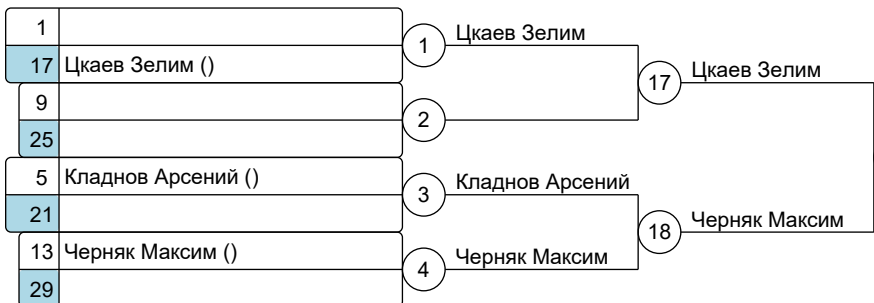 1
17 Цкаев Зелим ()
1
Цкаев Зелим
17
Цкаев Зелим
9
25
2
5 Кладнов Арсений ()
21
3
Кладнов Арсений
18
Черняк Максим
13 Черняк Максим ()
29
4
Черняк Максим